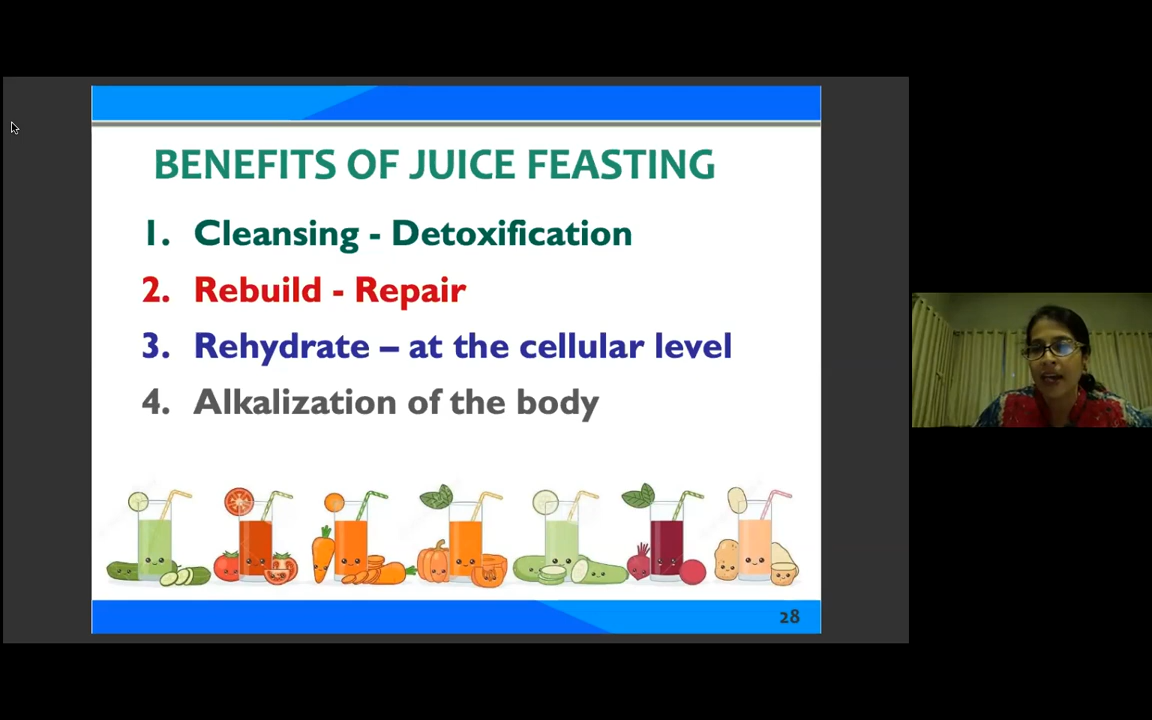 BENEFITS OF JUICE FEASTING
1. Cleansing - Detoxification
2. Rebuild - Repair
3. Rehydrate – at the cellular level
4. Alkalization of the body
28